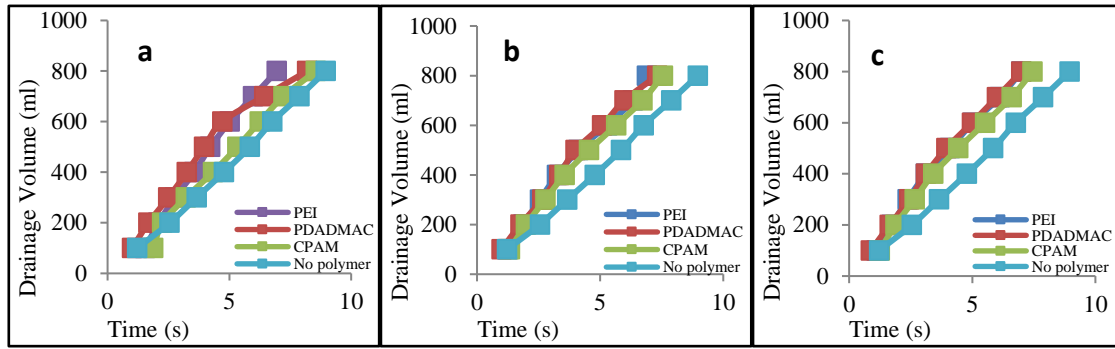 a
Drainage Volume (ml)
1000
800
600
400
200
0
0 5 10
Time (s)
PEI
PDADMAC
CPAM
No polymer
b
Drainage Volume (ml)
1000
800
600
400
200
0
0 5 10
Time (s)
PEI
PDADMAC
CPAM
No polymer
c
Drainage Volume (ml)
1000
800
600
400
200
0
0 5 10
Time (s)
PEI
PDADMAC
CPAM
No polymer